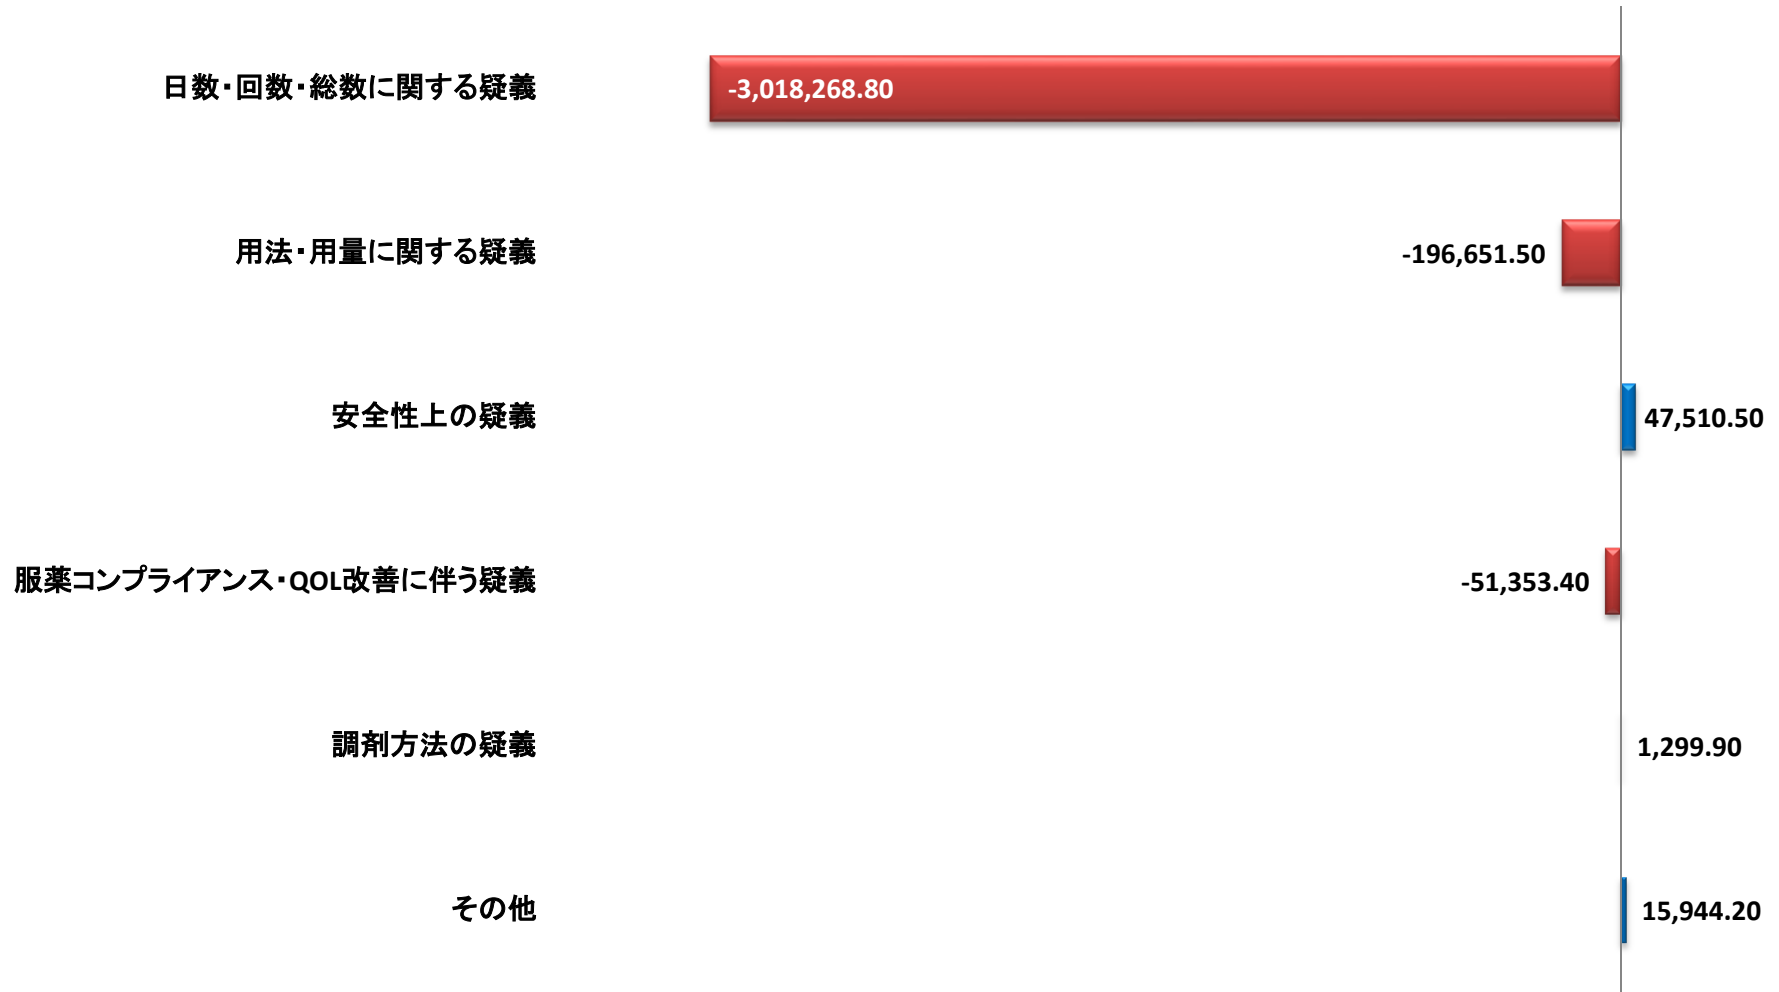 日数・回数・総数に関する疑義
-3,018,268.80
用法・用量に関する疑義
-196,651.50
安全性上の疑義
47,510.50
服薬コンプライアンス・QOL改善に伴う疑義
-51,353.40
調剤方法の疑義
1,299.90
その他
15,944.20